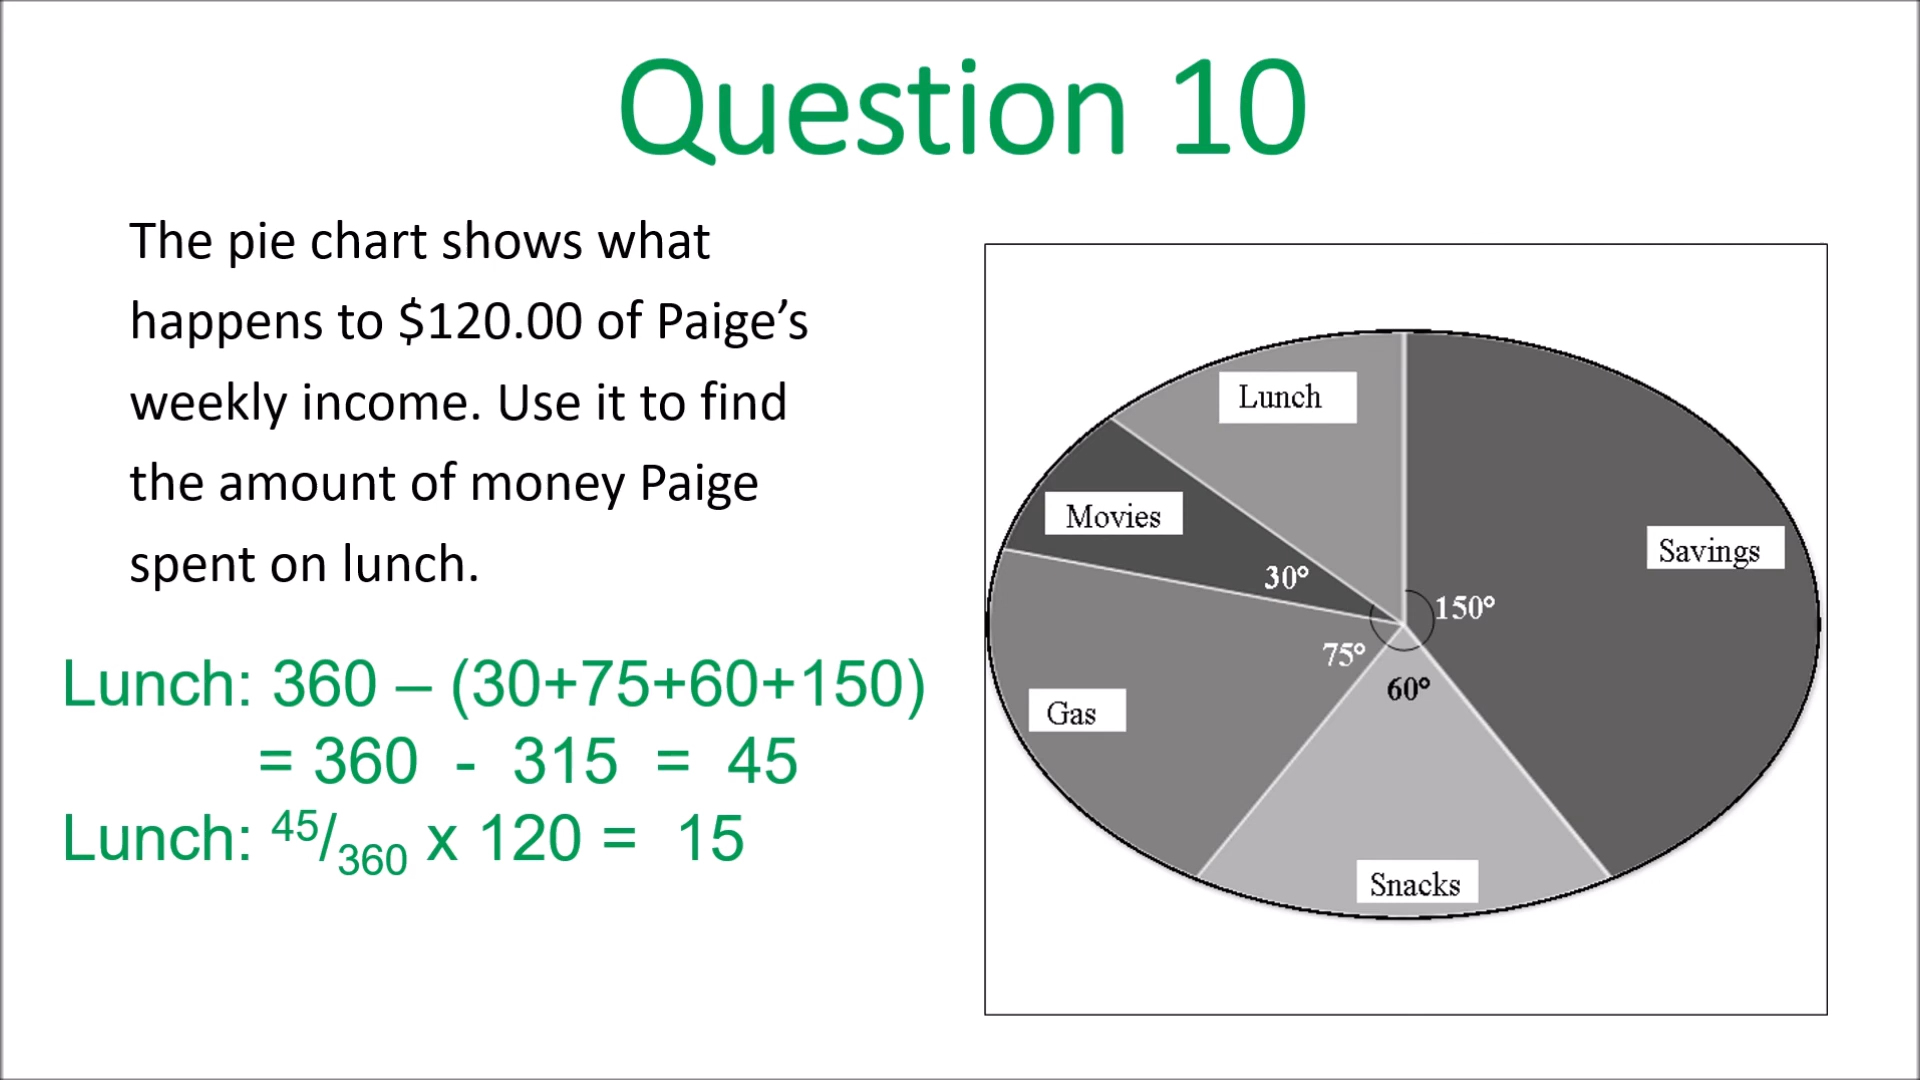 Question 10
The pie chart shows what
happens to $120.00 of Paige’s
weekly income. Use it to find
the amount of money Paige
spent on lunch.
Lunch: 360 – (30+75+60+150)
= 360 - 315 = 45
Lunch: 45/360 x 120 = 15
Lunch
Movies
Savings
30°
150°
75°
60°
Gas
Snacks